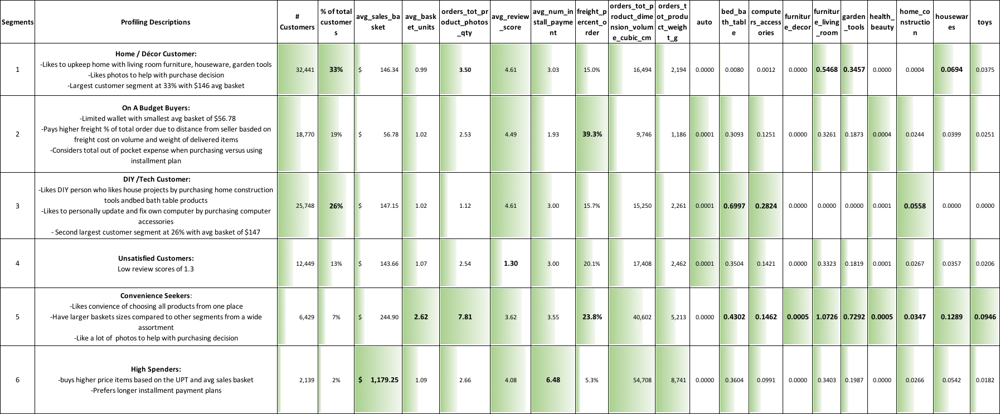 Segments Profiling Descriptions # Customers % of total customers avg_sales_basket avg_basket_units orders_tot_product_photos_qty avg_review_score avg_num_install_payment freight_percent_order orders_tot_product_dimension_volume_cubic_cm orders_tot_product_weight_g auto bed_bath_table computers_accessories furniture_decor furniture_living_room garden_tools health_beauty home_construction housewares toys
1
Home / Décor Customer:
-Likes to upkeep home with living room furniture, houseware, garden tools
-Likes photos to help with purchase decision
-Largest customer segment at 33% with $146 avg basket
32,441 33% $ 146.34 0.99 3.50 4.61 3.03 15.0% 16,494 2,194 0.0000 0.0080 0.0012 0.0000 0.5468 0.3457 0.0000 0.0004 0.0694 0.0375
2
On A Budget Buyers:
-Limited wallet with smallest avg basket of $56.78
-Pays higher freight % of total order due to distance from seller basded on
freight cost on volume and weight of delivered items
-Considers total out of pocket expense when purchasing versus using
installment plan
18,770 19% $ 56.78 1.02 2.53 4.49 1.93 39.3% 9,746 1,186 0.0001 0.3093 0.1251 0.0000 0.3261 0.1873 0.0004 0.0244 0.0399 0.0251
3
DIY /Tech Customer:
-Likes DIY person who likes house projects by purchasing home construction
tools andbed bath table products
-Likes to personally update and fix own computer by purchasing computer
accessories
- Second largest customer segment at 26% with avg basket of $147
25,748 26% $ 147.15 1.02 1.12 4.61 3.00 15.7% 15,250 2,261 0.0001 0.6997 0.2824 0.0000 0.0000 0.0000 0.0001 0.0558 0.0000 0.0000
4
Unsatisfied Customers:
Low review scores of 1.3
12,449 13% $ 143.66 1.07 2.54 1.30 3.00 20.1% 17,408 2,462 0.0001 0.3504 0.1421 0.0000 0.3323 0.1819 0.0001 0.0267 0.0357 0.0206
5
Convenience Seekers:
-Likes convience of choosing all products from one place
-Have larger baskets sizes compared to other segments from a wide
assortment
-Like a lot of  photos to help with purchasing decision
6,429 7% $ 244.90 2.62 7.81 3.62 3.55 23.8% 40,602 5,213 0.0000 0.4302 0.1462 0.0005 1.0726 0.7292 0.0005 0.0347 0.1289 0.0946
6
High Spenders:
-buys higher price items based on the UPT and avg sales basket
-Prefers longer installment payment plans
2,139 2% $ 1,179.25 1.09 2.66 4.08 6.48 5.3% 54,708 8,741 0.0000 0.3604 0.0991 0.0000 0.3403 0.1987 0.0000 0.0266 0.0542 0.0182